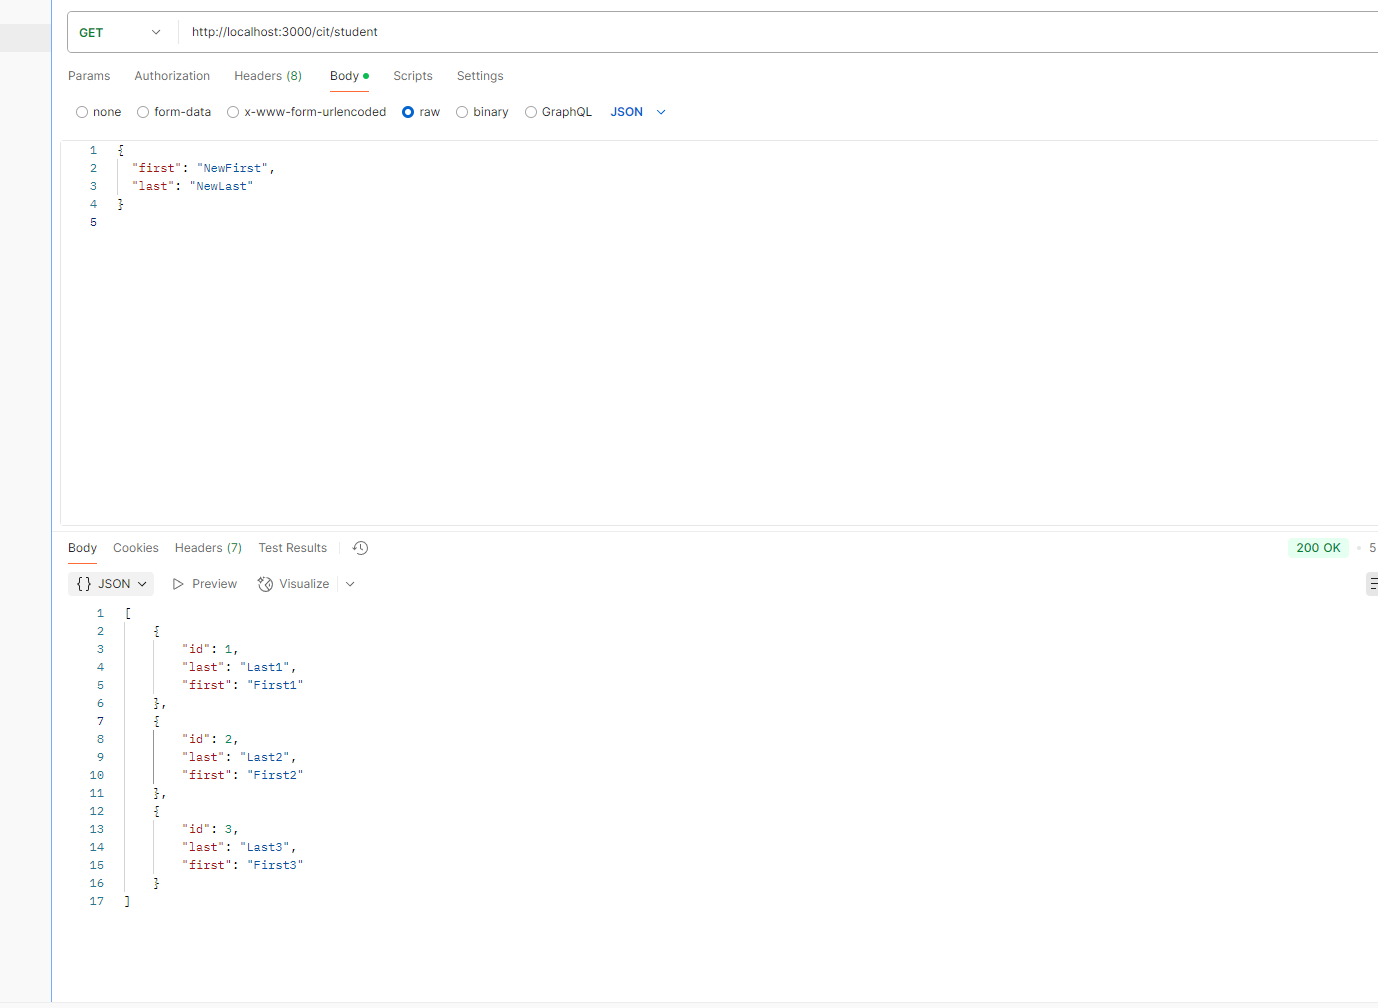 GET http://localhost:3000/cit/student
Params Authorization Headers (8) Body Scripts Settings
none form-data x-www-form-urlencoded raw binary GraphQL JSON
1 {
2 "first": "NewFirst",
3 "last": "NewLast"
4 }
5
Body Cookies Headers (7) Test Results 200 OK 5
{} JSON Preview Visualize
1 [
2 {
3 "id": 1,
4 "last": "Last1",
5 "first": "First1"
6 },
7 {
8 "id": 2,
9 "last": "Last2",
10 "first": "First2"
11 },
12 {
13 "id": 3,
14 "last": "Last3",
15 "first": "First3"
16 }
17 ]